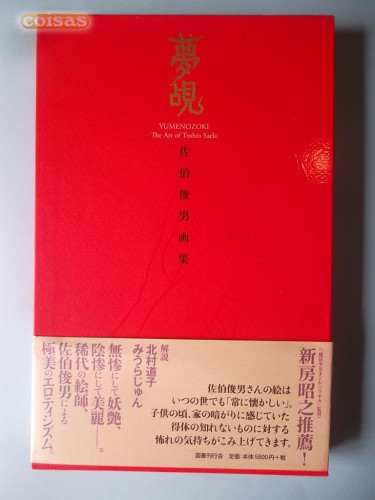 coisas
夢覗
YUMENOZOKI
The Art of Toshio Saeki
佐伯俊男画集
新房昭之推薦!
佐伯俊男さんの絵は
いつの世でも「常に懐かしい」。
子供の頃、家の暗がりに感じていた
得体の知れないものに対する
怖れの気持ちがこみ上げてきます。
解説
北村道子
みうらじゅん
無惨にして妖艶、
陰惨にして美麗――。
稀代の絵師、
佐伯俊男による
極美のエロティシズム。
国書刊行会 定価:本体5800円+税